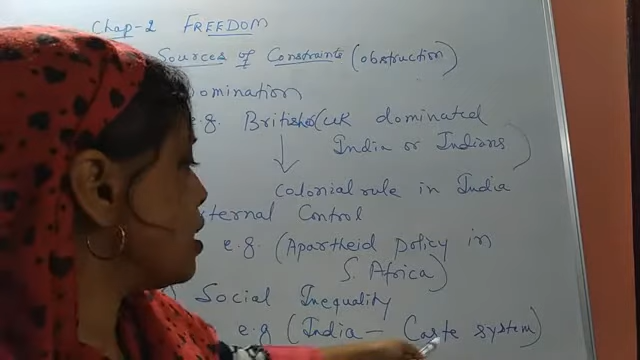 Chap-2 FREEDOM
Sources of Constraints (obstruction)
omination
e.g. British (UK dominated
India or Indians)
colonial rule in India
ternal Control
e.g. (Apartheid policy in
S. Africa)
) Social Inequality
e.g (India - Caste system)